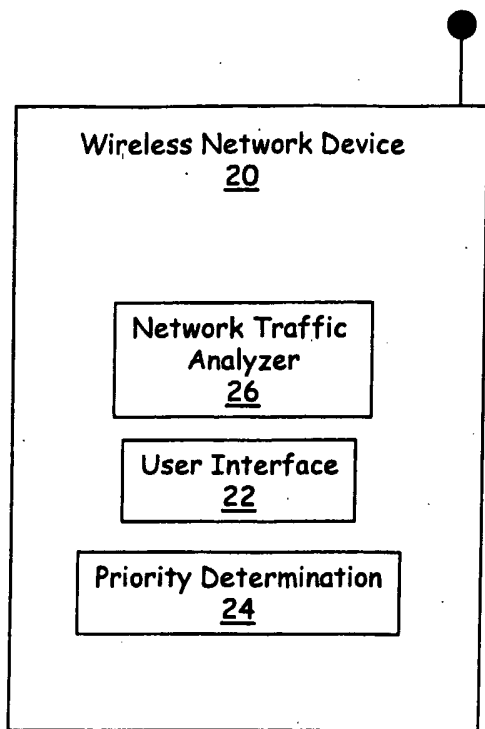 Wireless Network Device
20
Network Traffic
Analyzer
26
User Interface
22
Priority Determination
24